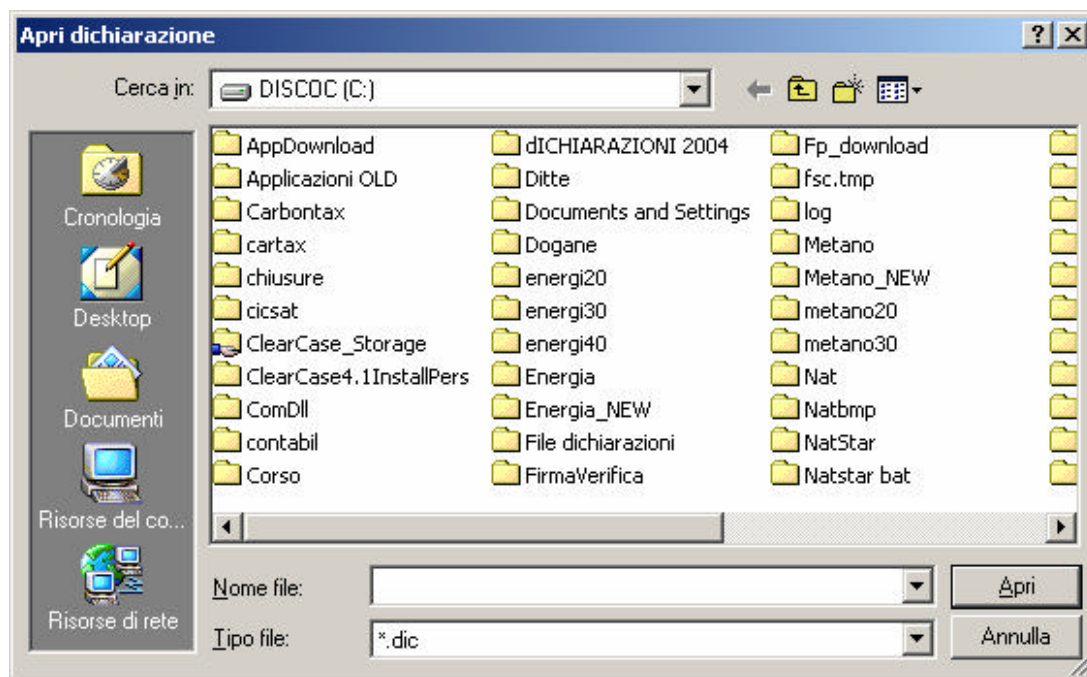 Apri dichiarazione
Cerca in: DISCOC (C:)
Cronologia
Desktop
Documenti
Risorse del co...
Risorse di rete
AppDownload
Applicazioni OLD
Carbontax
cartax
chiusure
cicsat
ClearCase_Storage
ClearCase4.1InstallPers
ComDll
contabil
Corso
dICHIARAZIONI 2004
Ditte
Documents and Settings
Dogane
energi20
energi30
energi40
Energia
Energia_NEW
File dichiarazioni
FirmaVerifica
Fp_download
fsc.tmp
log
Metano
Metano_NEW
metano20
metano30
Nat
Natbmp
NatStar
Natstar bat
Nome file:
Apri
Tipo file: *.dic
Annulla